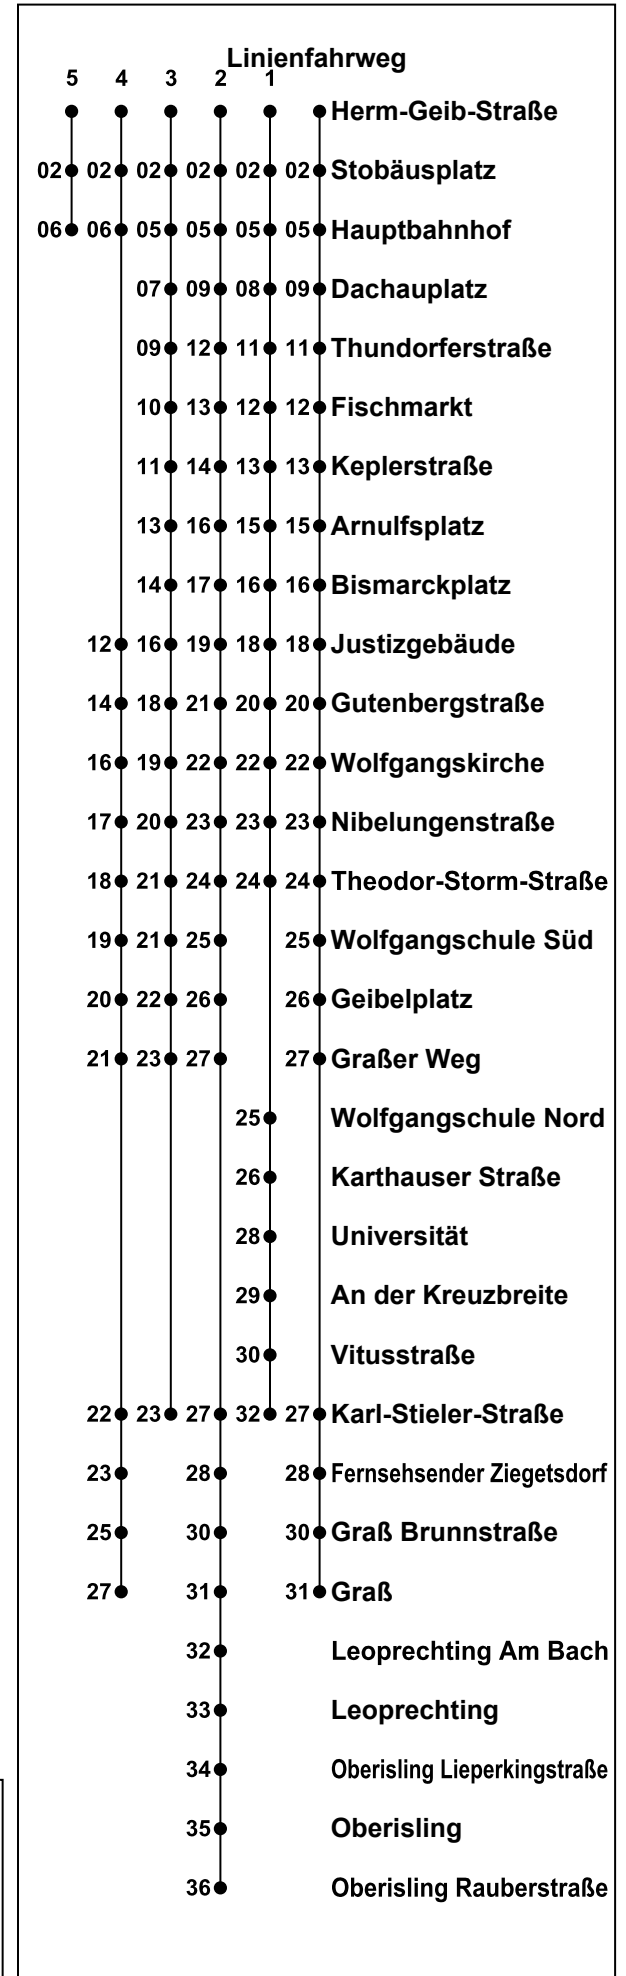 Linienfahrweg
5 4 3 2 1
Herm-Geib-Straße
02 02 02 02 02 02 Stobäusplatz
06 06 05 05 05 05 Hauptbahnhof
07 09 08 09 Dachauplatz
09 12 11 11 Thundorferstraße
10 13 12 12 Fischmarkt
11 14 13 13 Keplerstraße
13 16 15 15 Arnulfsplatz
14 17 16 16 Bismarckplatz
12 16 19 18 18 Justizgebäude
14 18 21 20 20 Gutenbergstraße
16 19 22 22 22 Wolfgangskirche
17 20 23 23 23 Nibelungenstraße
18 21 24 24 24 Theodor-Storm-Straße
19 21 25 25 Wolfgangschule Süd
20 22 26 26 Geibelplatz
21 23 27 27 Graßer Weg
25 Wolfgangschule Nord
26 Karthauser Straße
28 Universität
29 An der Kreuzbreite
30 Vitusstraße
22 23 27 32 27 Karl-Stieler-Straße
23 28 28 Fernsehsender Ziegetsdorf
25 30 30 Graß Brunnstraße
27 31 31 Graß
32 Leoprechting Am Bach
33 Leoprechting
34 Oberisling Lieperkingstraße
35 Oberisling
36 Oberisling Rauberstraße